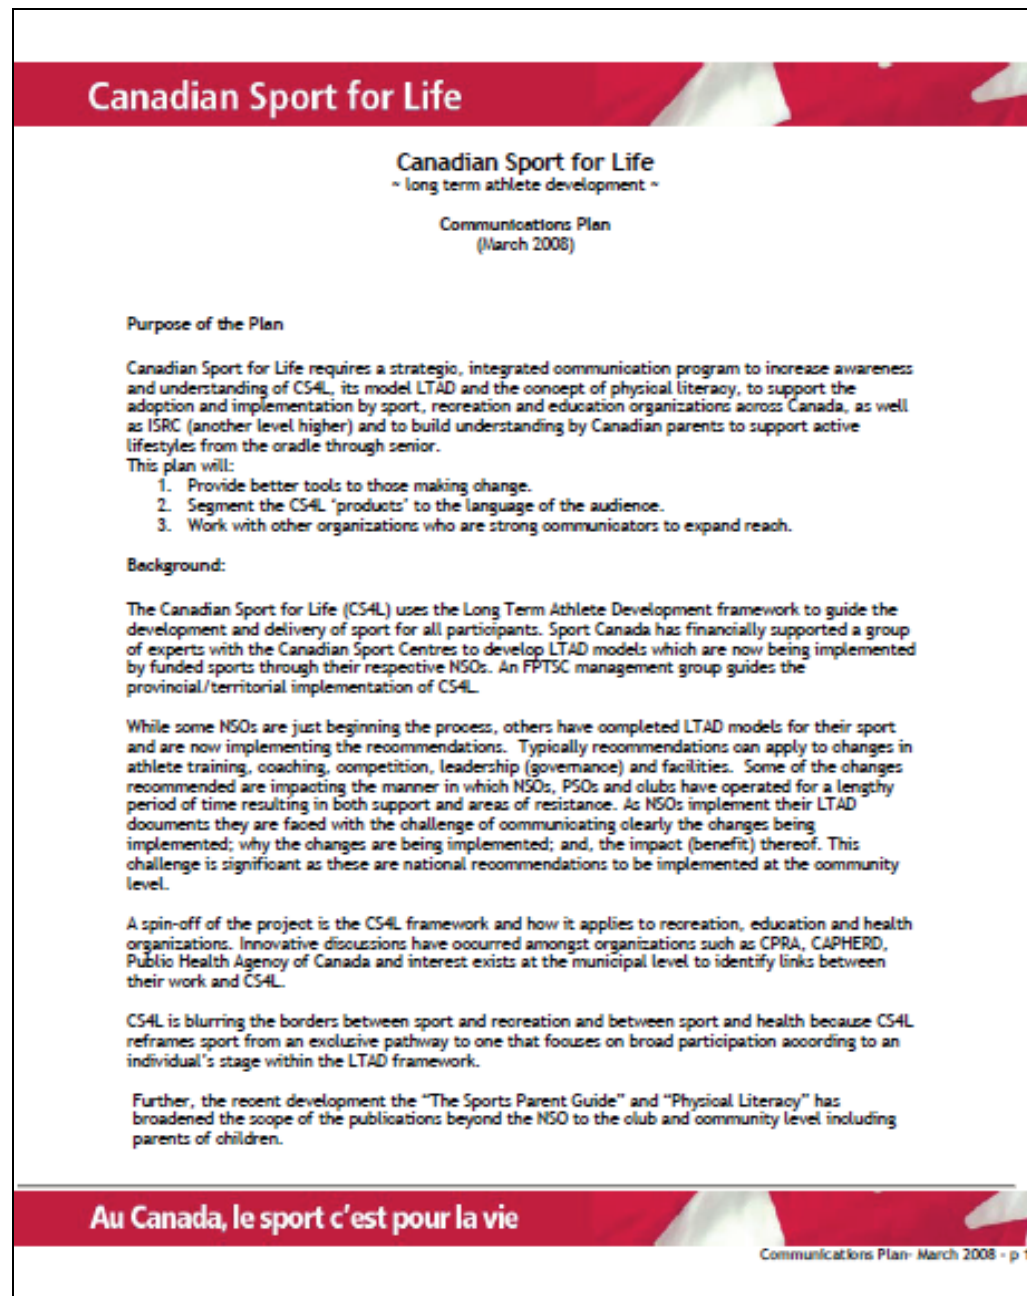 Canadian Sport for Life
Canadian Sport for Life
~ long term athlete development ~
Communications Plan
(March 2008)
Purpose of the Plan
Canadian Sport for Life requires a strategic, integrated communication program to increase awareness
and understanding of CS4L, its model LTAD and the concept of physical literacy, to support the
adoption and implementation by sport, recreation and education organizations across Canada, as well
as ISRC (another level higher) and to build understanding by Canadian parents to support active
lifestyles from the cradle through senior.
This plan will:
1. Provide better tools to those making change.
2. Segment the CS4L 'products' to the language of the audience.
3. Work with other organizations who are strong communicators to expand reach.
Background:
The Canadian Sport for Life (CS4L) uses the Long Term Athlete Development framework to guide the
development and delivery of sport for all participants. Sport Canada has financially supported a group
of experts with the Canadian Sport Centres to develop LTAD models which are now being implemented
by funded sports through their respective NSOs. An FPTSC management group guides the
provincial/territorial implementation of CS4L.
While some NSOs are just beginning the process, others have completed LTAD models for their sport
and are now implementing the recommendations. Typically recommendations can apply to changes in
athlete training, coaching, competition, leadership (governance) and facilities. Some of the changes
recommended are impacting the manner in which NSOs, PSOs and clubs have operated for a lengthy
period of time resulting in both support and areas of resistance. As NSOs implement their LTAD
documents they are faced with the challenge of communicating clearly the changes being
implemented; why the changes are being implemented; and, the impact (benefit) thereof. This
challenge is significant as these are national recommendations to be implemented at the community
level.
A spin-off of the project is the CS4L framework and how it applies to recreation, education and health
organizations. Innovative discussions have occurred amongst organizations such as CPRA, CAPHERD,
Public Health Agency of Canada and interest exists at the municipal level to identify links between
their work and CS4L.
CS4L is blurring the borders between sport and recreation and between sport and health because CS4L
reframes sport from an exclusive pathway to one that focuses on broad participation according to an
individual's stage within the LTAD framework.
Further, the recent development the "The Sports Parent Guide" and "Physical Literacy" has
broadened the scope of the publications beyond the NSO to the club and community level including
parents of children.
Au Canada, le sport c'est pour la vie
Communications Plan- March 2008 - p 1